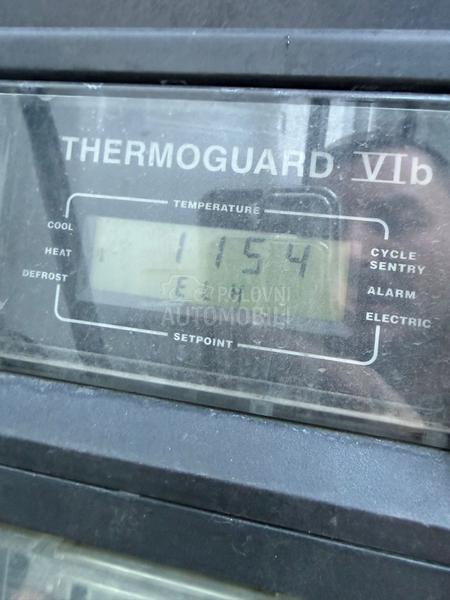 THERMOGUARD VIb
TEMPERATURE
COOL
HEAT
DEFROST
1154
CYCLE
SENTRY
ALARM
ELECTRIC
SETPOINT
POLOVNI
AUTOMOBILI